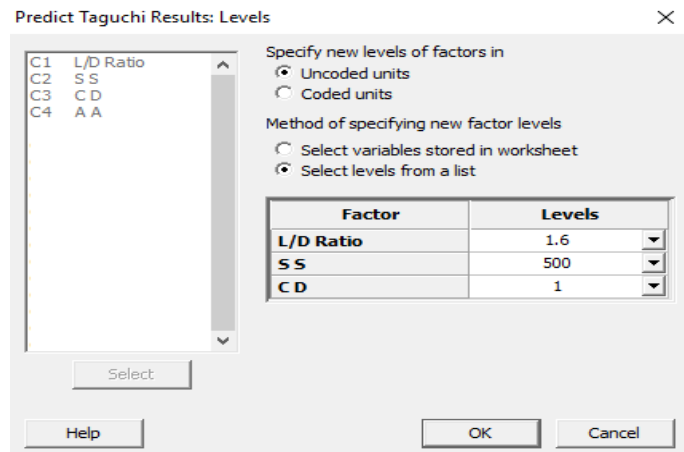 Predict Taguchi Results: Levels
C1 L/D Ratio
C2 S S
C3 C D
C4 A A
Select
Specify new levels of factors in
Uncoded units
Coded units
Method of specifying new factor levels
Select variables stored in worksheet
Select levels from a list
Factor Levels
L/D Ratio 1.6
S S 500
C D 1
Help OK Cancel